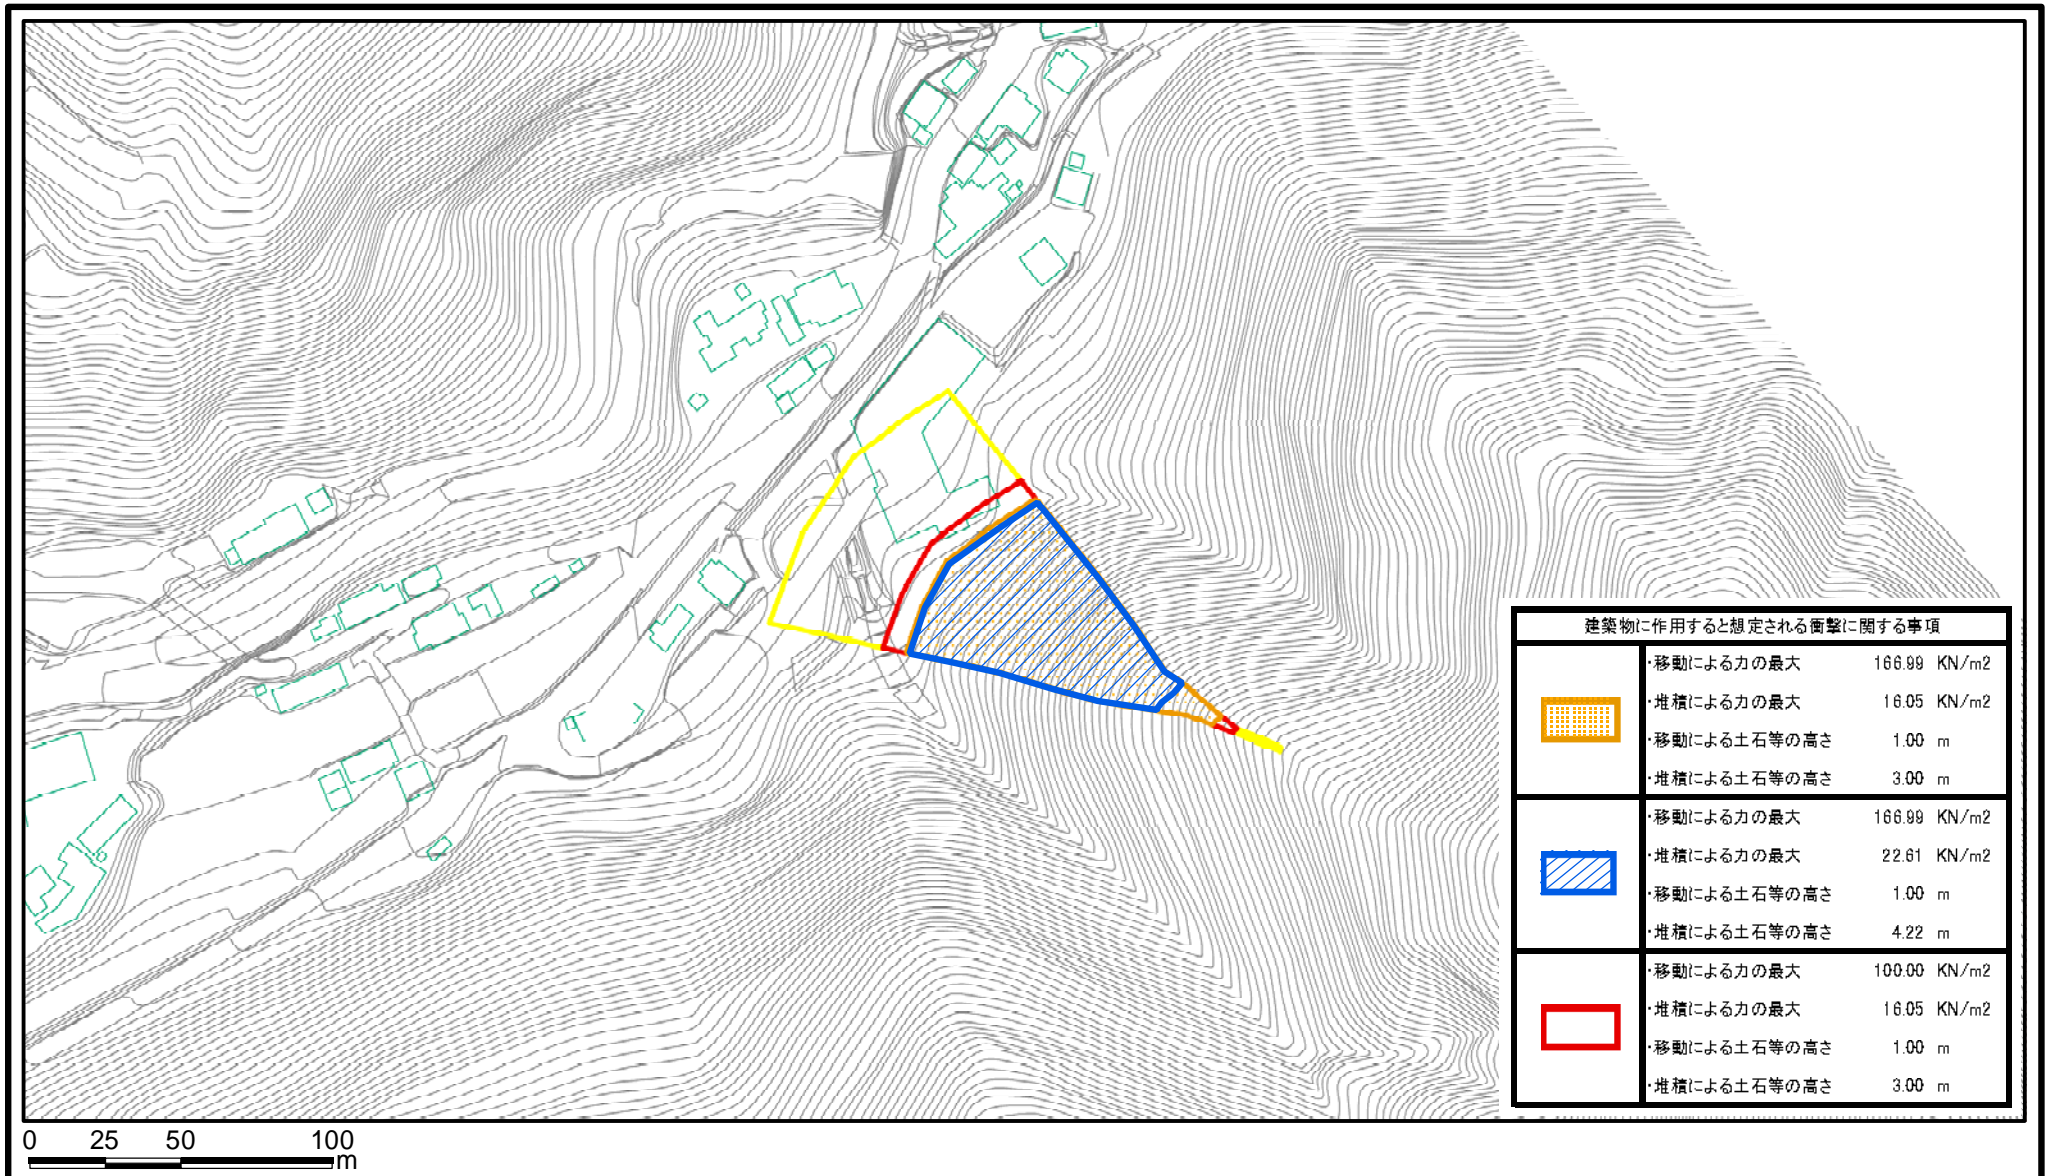 建築物に作用すると想定される衝撃に関する事項
・移動による力の最大 166.99 KN/m2
・堆積による力の最大 16.05 KN/m2
・移動による土石等の高さ 1.00 m
・堆積による土石等の高さ 3.00 m
・移動による力の最大 166.99 KN/m2
・堆積による力の最大 22.61 KN/m2
・移動による土石等の高さ 1.00 m
・堆積による土石等の高さ 4.22 m
・移動による力の最大 100.00 KN/m2
・堆積による力の最大 16.05 KN/m2
・移動による土石等の高さ 1.00 m
・堆積による土石等の高さ 3.00 m
0 25 50 100
m